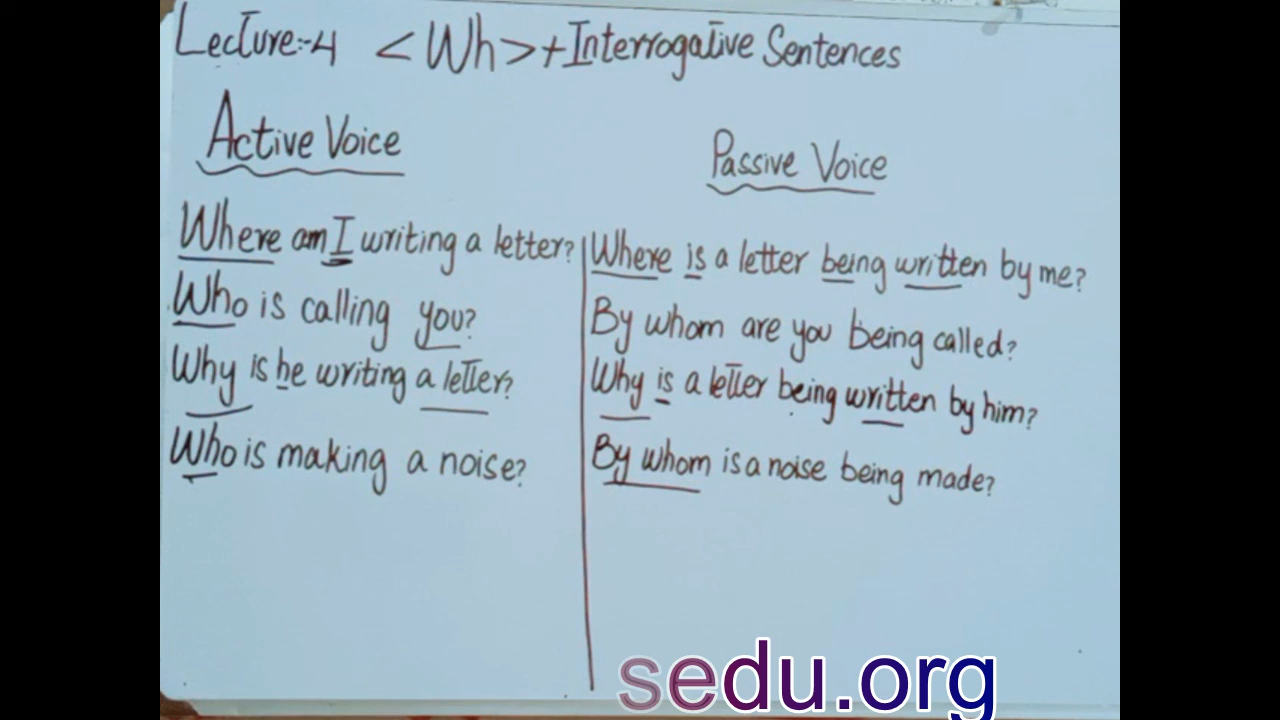 Lecture:-4 <Wh>+Interrogative Sentences
Active Voice
Passive Voice
Where am I writing a letter?
Where is a letter being written by me?
Who is calling you?
By whom are you being called?
Why is he writing a letter?
Why is a letter being written by him?
Who is making a noise?
By whom is a noise being made?
sedu.org